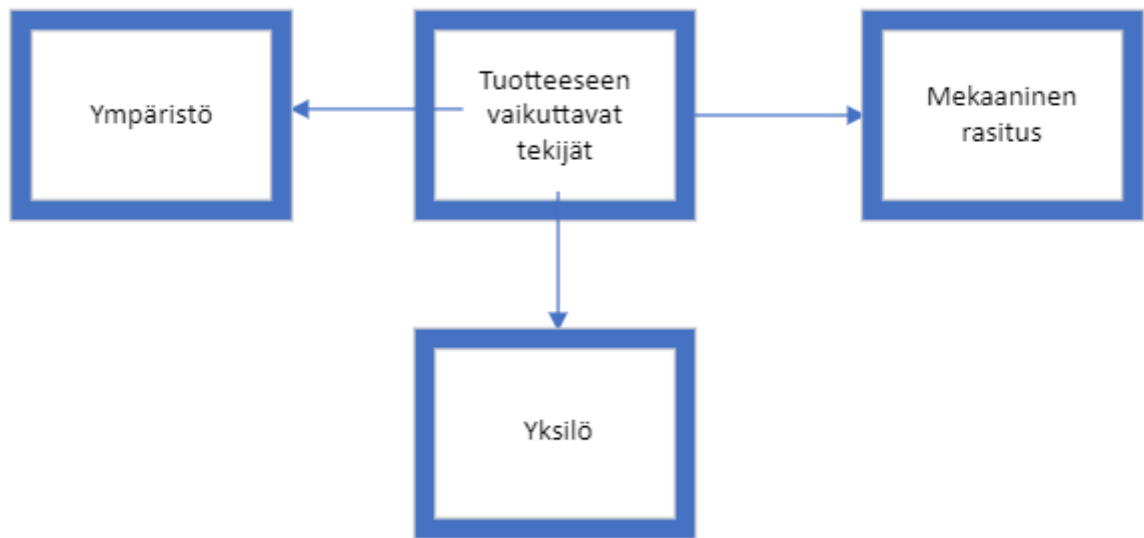 Ympäristö
Tuotteeseen
vaikuttavat
tekijät
Mekaaninen
rasitus
Yksilö